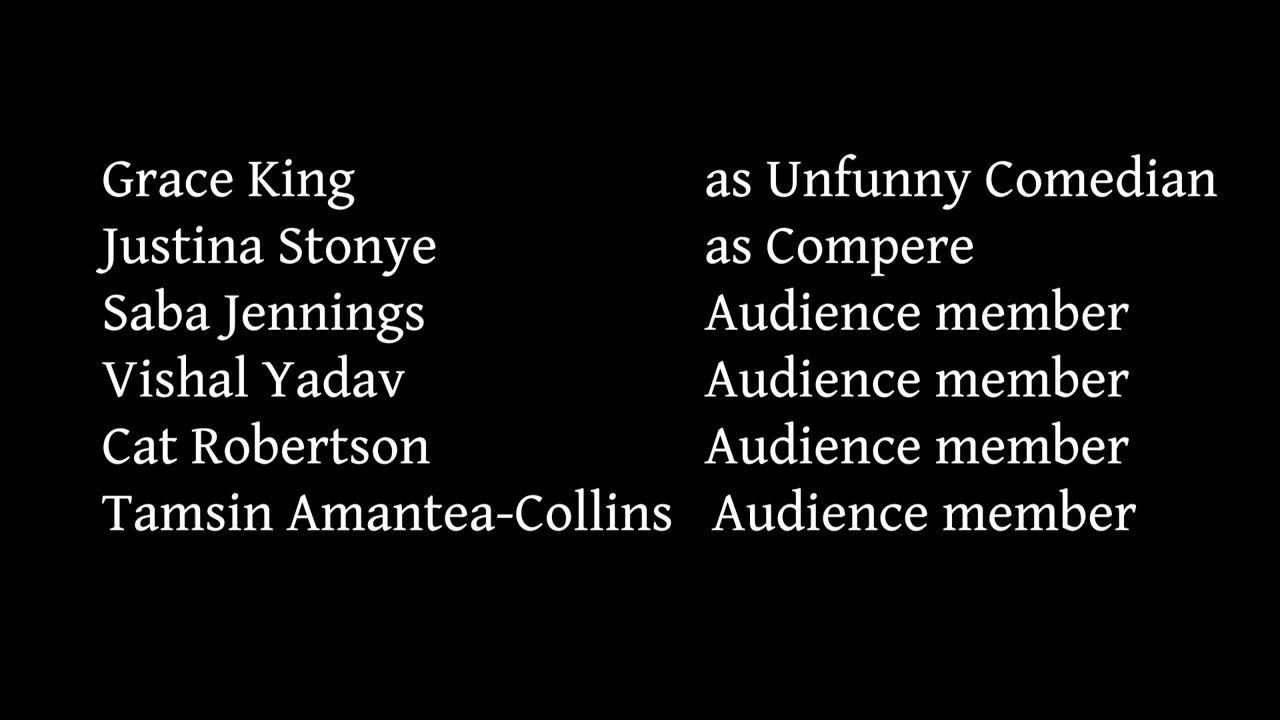 Grace King as Unfunny Comedian
Justina Stonye as Compere
Saba Jennings Audience member
Vishal Yadav Audience member
Cat Robertson Audience member
Tamsin Amantea-Collins Audience member